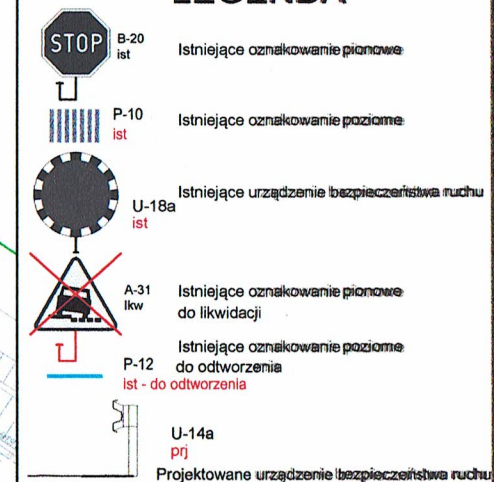 LEGENDA
STOP
B-20
ist
Istniejące oznakowanie pionowe
P-10
ist
Istniejące oznakowanie poziome
U-18a
ist
Istniejące urządzenie bezpieczeństwa ruchu
A-31
lkw
Istniejące oznakowanie pionowe
do likwidacji
P-12
ist - do odtworzenia
Istniejące oznakowanie poziome
do odtworzenia
U-14a
prj
Projektowane urządzenie bezpieczeństwa ruchu